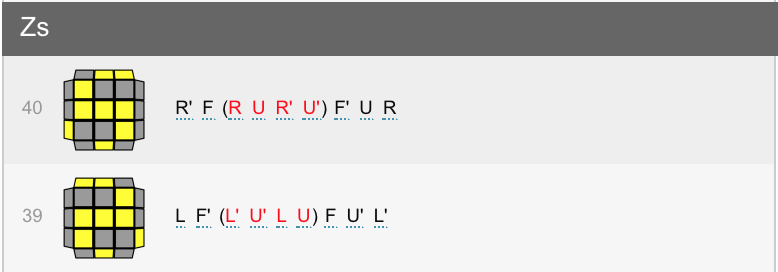 Zs
40 R' F (R U R' U') F' U R
39 L F' (L' U' L U) F U' L'